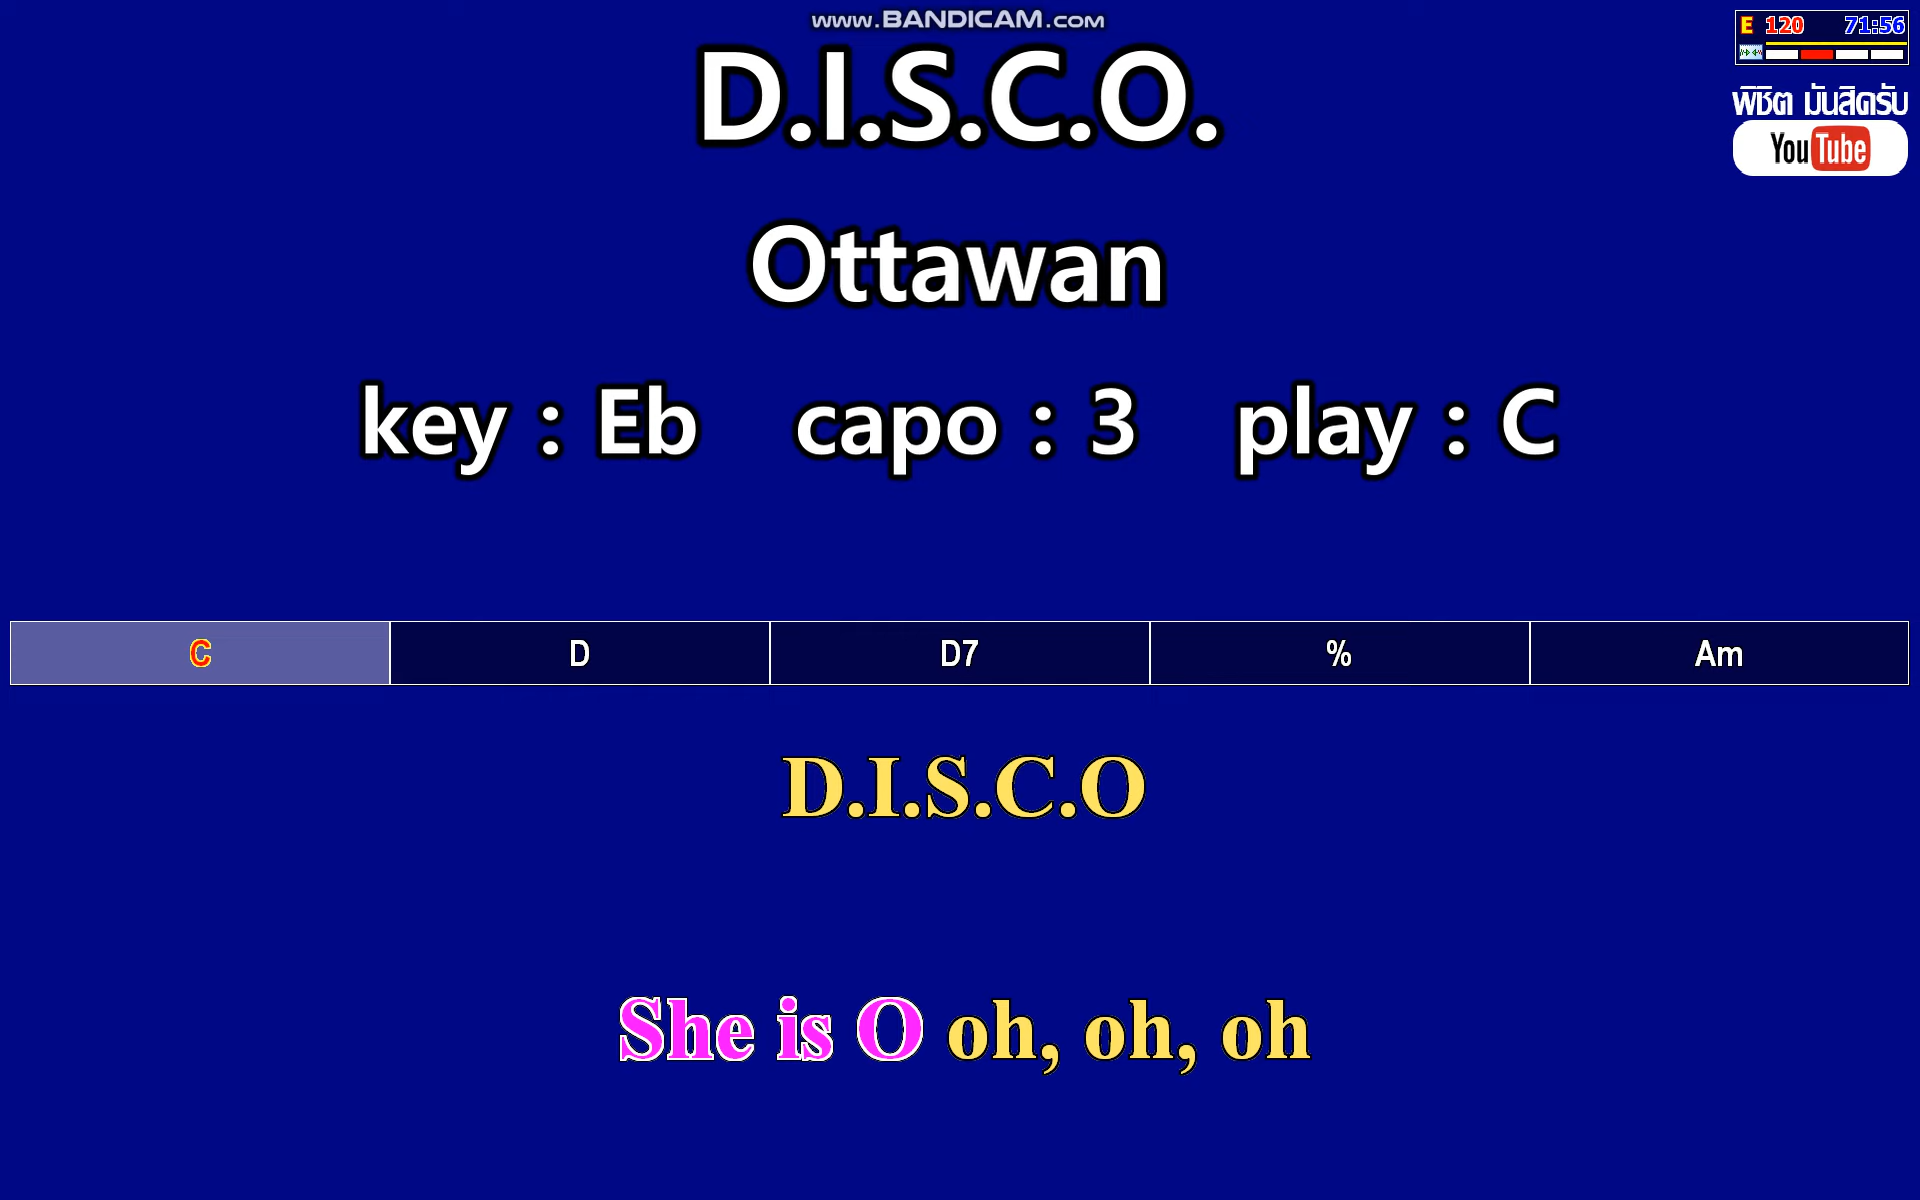 www.BANDICAM.com
E 120 71:56
D.I.S.C.O.
พิชิต มันสิครับ
YouTube
Ottawan
key : Eb capo : 3 play : C
C D D7 % Am
D.I.S.C.O
She is O oh, oh, oh